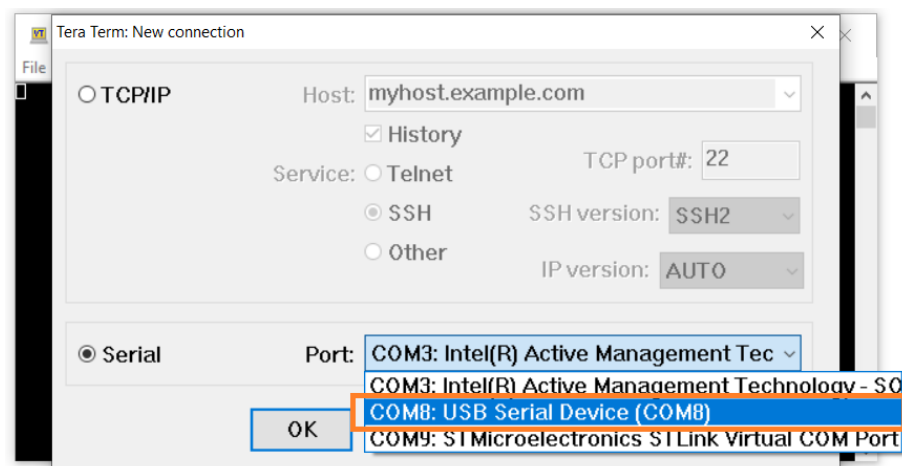 VT Tera Term: New connection
File
TCP/IP Host: myhost.example.com
History
Service: Telnet TCP port#: 22
SSH SSH version: SSH2
Other IP version: AUTO
Serial Port: COM3: Intel(R) Active Management Tec
COM3: Intel(R) Active Management Technology - SO
COM8: USB Serial Device (COM8)
OK COM9: STMicroelectronics STLink Virtual COM Port